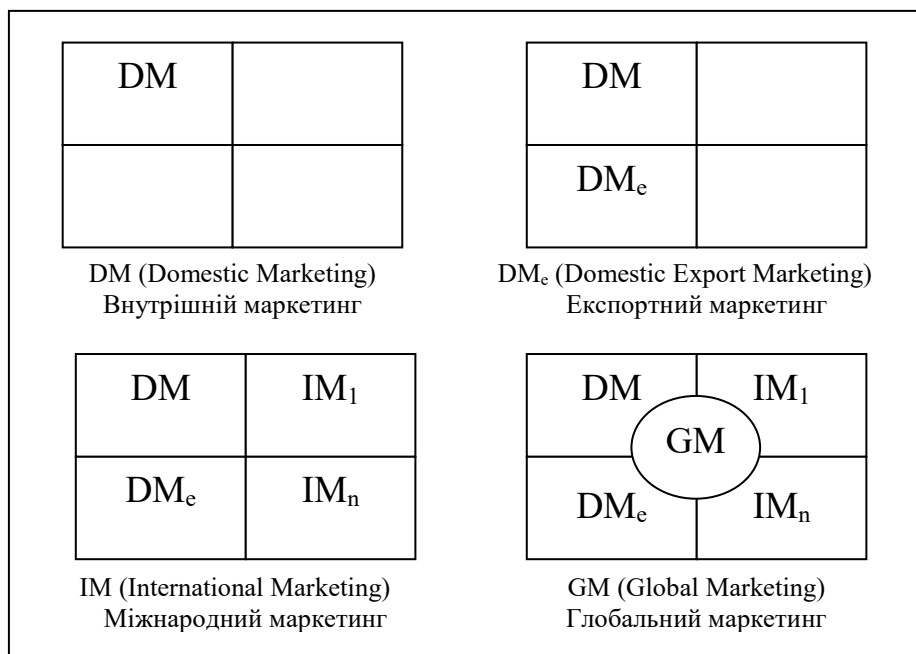 DM
DM
DMₑ
DM (Domestic Marketing)
Внутрішній маркетинг
DMₑ (Domestic Export Marketing)
Експортний маркетинг
DM
IM₁
DMₑ
IMₙ
DM
IM₁
GM
DMₑ
IMₙ
IM (International Marketing)
Міжнародний маркетинг
GM (Global Marketing)
Глобальний маркетинг